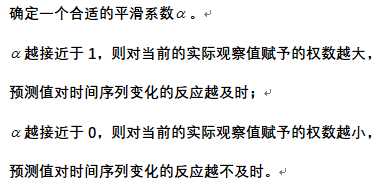 确定一个合适的平滑系数α。
α越接近于 1，则对当前的实际观察值赋予的权数越大，
预测值对时间序列变化的反应越及时；
α越接近于 0，则对当前的实际观察值赋予的权数越小，
预测值对时间序列变化的反应越不及时。